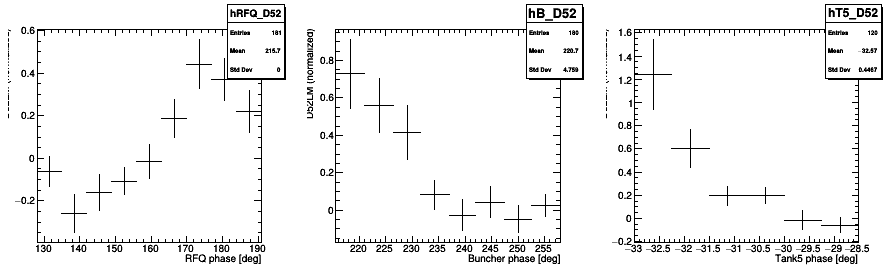 hRFQ_D52
Entries 181
Mean 215.7
Std Dev 0
0.6
0.4
0.2
0
−0.2
130 140 150 160 170 180 190
RFQ phase [deg]
hB_D52
Entries 180
Mean 220.7
Std Dev 4.759
D52LM (normalized)
0.8
0.6
0.4
0.2
0
220 225 230 235 240 245 250 255
Buncher phase [deg]
hT5_D52
Entries 120
Mean −32.57
Std Dev 0.4467
1.6
1.4
1.2
1
0.8
0.6
0.4
0.2
0
−0.2
−33 −32.5 −32 −31.5 −31 −30.5 −30 −29.5 −29 −28.5
Tank5 phase [deg]